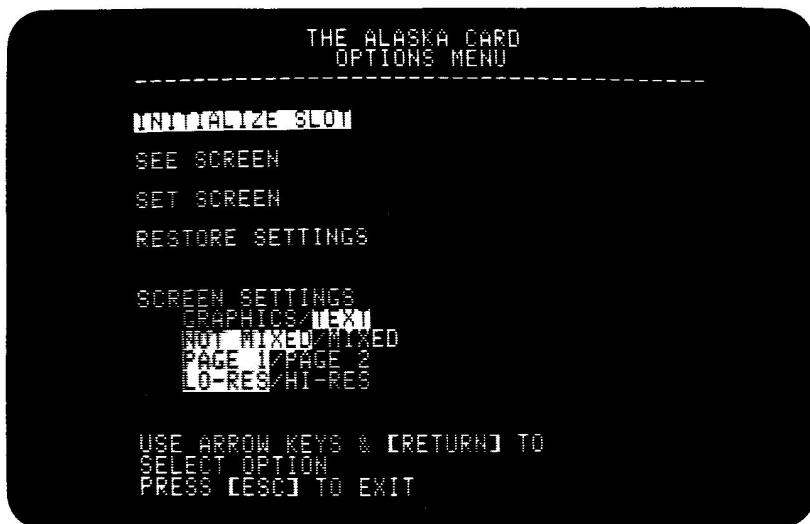 THE ALASKA CARD
OPTIONS MENU
INITIALIZE SLOT
SEE SCREEN
SET SCREEN
RESTORE SETTINGS
SCREEN SETTINGS
GRAPHICS/TEXT
NOT MIXED/MIXED
PAGE 1/PAGE 2
LO-RES/HI-RES
USE ARROW KEYS & [RETURN] TO
SELECT OPTION
PRESS [ESC] TO EXIT